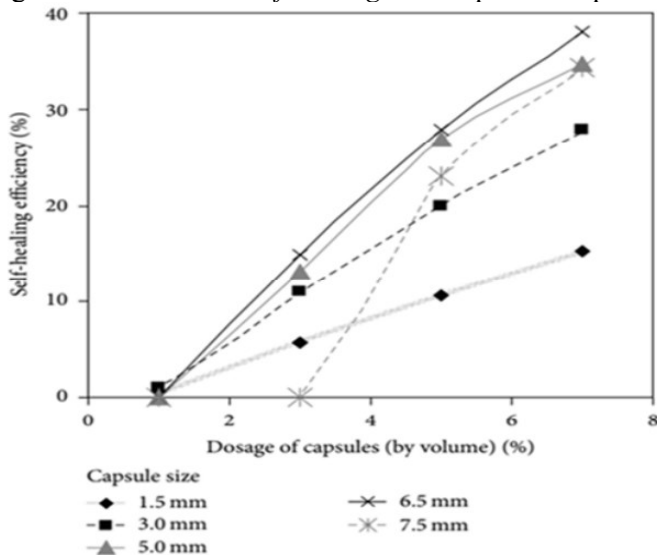 40
30
20
10
0
Self-healing efficiency (%)
0 2 4 6 8
Dosage of capsules (by volume) (%)
Capsule size
1.5 mm
3.0 mm
5.0 mm
6.5 mm
7.5 mm